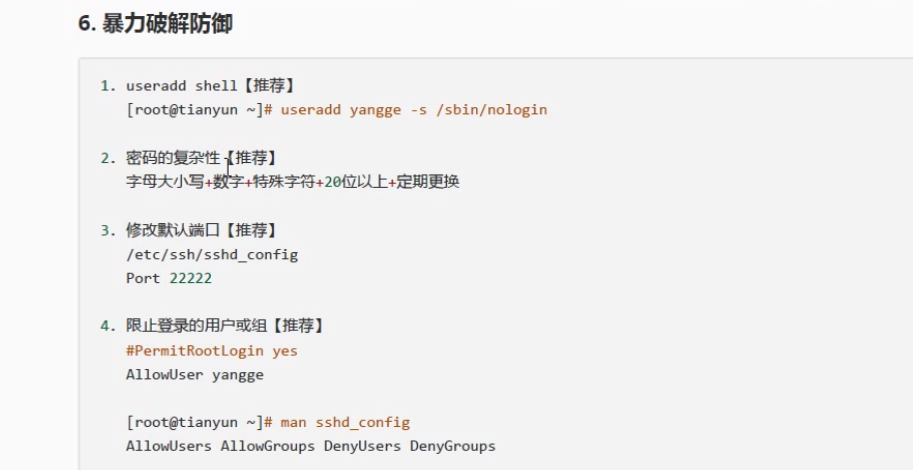 6. 暴力破解防御
1. useradd shell【推荐】
[root@tianyun ~]# useradd yangge -s /sbin/nologin
2. 密码的复杂性【推荐】
字母大小写+数字+特殊字符+20位以上+定期更换
3. 修改默认端口【推荐】
/etc/ssh/sshd_config
Port 22222
4. 限止登录的用户或组【推荐】
#PermitRootLogin yes
AllowUser yangge
[root@tianyun ~]# man sshd_config
AllowUsers AllowGroups DenyUsers DenyGroups